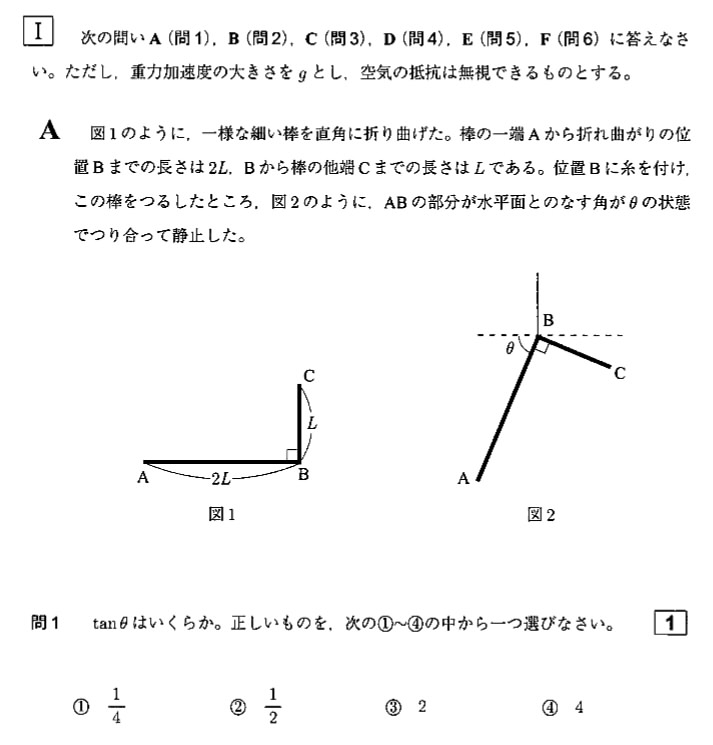 I 次の問い A（問1），B（問2），C（問3），D（問4），E（問5），F（問6）に答えなさ
い。ただし，重力加速度の大きさを g とし，空気の抵抗は無視できるものとする。
A 図1のように，一様な細い棒を直角に折り曲げた。棒の一端Aから折れ曲がりの位
置Bまでの長さは2L，Bから棒の他端Cまでの長さはLである。位置Bに糸を付け，
この棒をつるしたところ，図2のように，ABの部分が水平面とのなす角がθの状態
でつり合って静止した。
C
L
A
2L
B
図1
B
θ
C
A
図2
問1 tanθはいくらか。正しいものを，次の①～④の中から一つ選びなさい。 1
① 1/4 ② 1/2 ③ 2 ④ 4